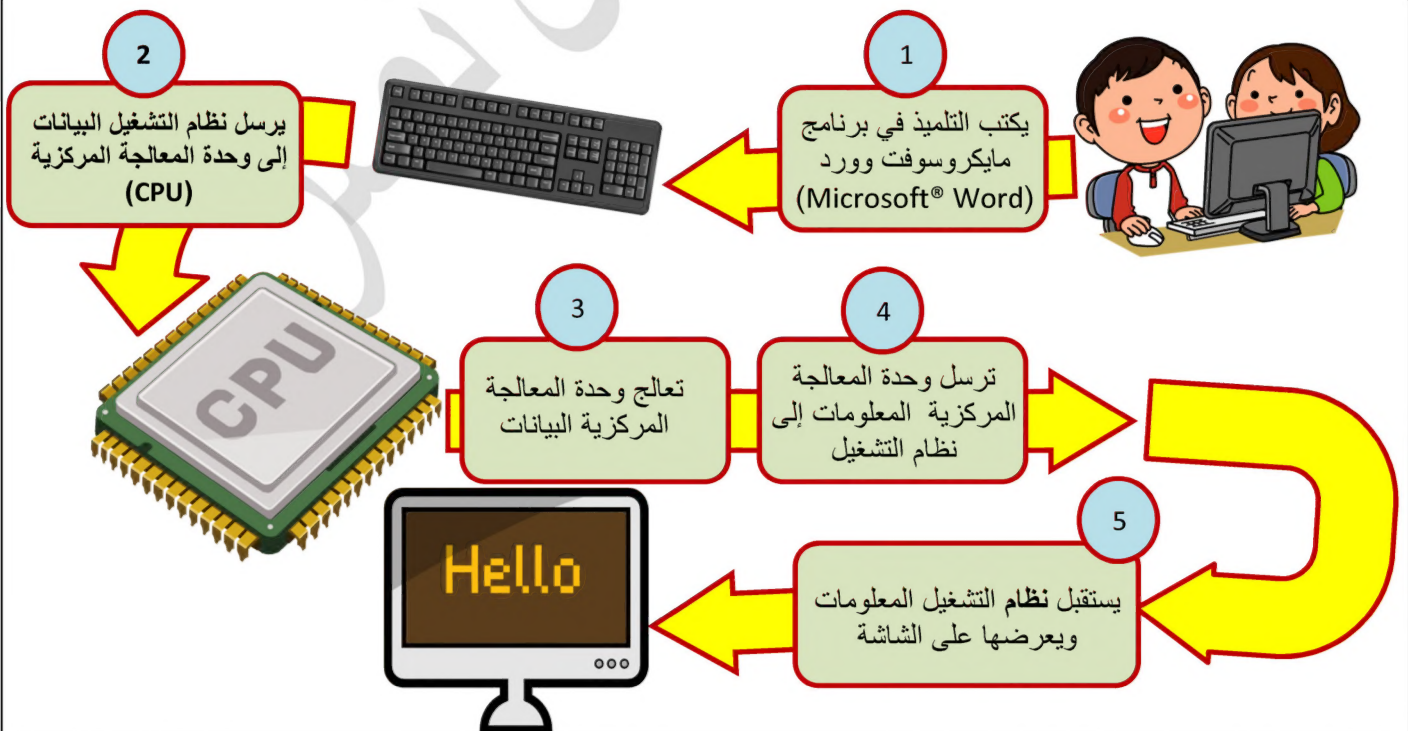 1
يكتب التلميذ في برنامج
مايكروسوفت وورد
(Microsoft® Word)
2
يرسل نظام التشغيل البيانات
إلى وحدة المعالجة المركزية
(CPU)
CPU
3
تعالج وحدة المعالجة
المركزية البيانات
4
ترسل وحدة المعالجة
المركزية المعلومات إلى
نظام التشغيل
5
يستقبل نظام التشغيل المعلومات
ويعرضها على الشاشة
Hello